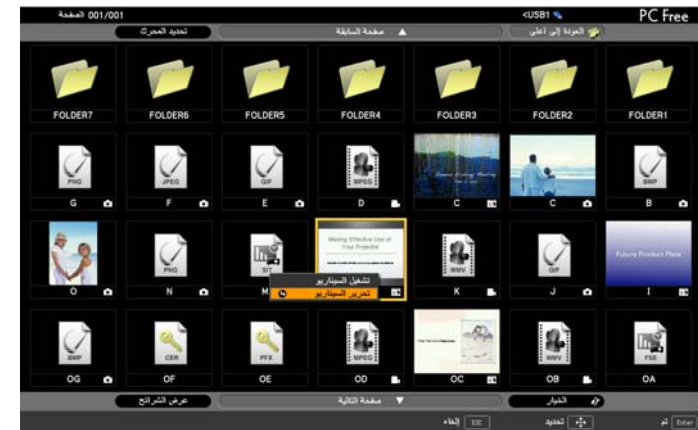 PC Free
<USB1
001/001 الصفحة
العودة إلى أعلى
صفحة السابقة
تحديد المحرك
FOLDER1
FOLDER2
FOLDER3
FOLDER4
FOLDER5
FOLDER6
FOLDER7
BMP
GIF
JPEG
PNG
B
C
C
D
E
F
G
Future Product Plans
GIF
WMV
Making Effective Use of
Your Projector
SIT
PNG
I
J
K
M
N
O
تشغيل السيناريو
تحرير السيناريو
FSE
WMV
MPEG
PFX
CER
BMP
OA
OB
OC
OD
OE
OF
OG
الخيار
صفحة التالية
عرض الشرائح
Enter تم
تحديد
ESC إلغاء